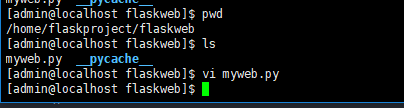 myweb.py  __pycache__
[admin@localhost flaskweb]$ pwd
/home/flaskproject/flaskweb
[admin@localhost flaskweb]$ ls
myweb.py  __pycache__
[admin@localhost flaskweb]$ vi myweb.py
[admin@localhost flaskweb]$